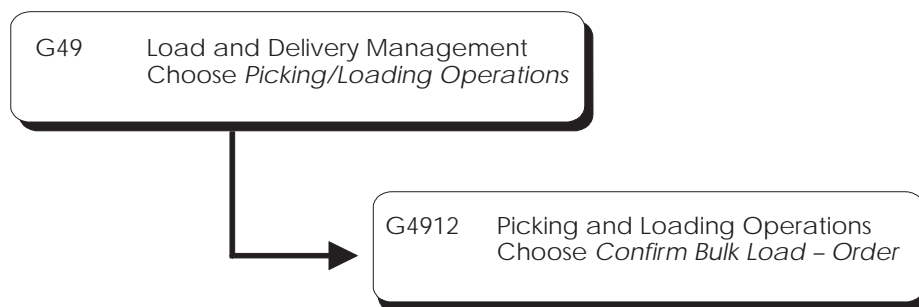 G49 Load and Delivery Management
Choose Picking/Loading Operations
G4912 Picking and Loading Operations
Choose Confirm Bulk Load – Order